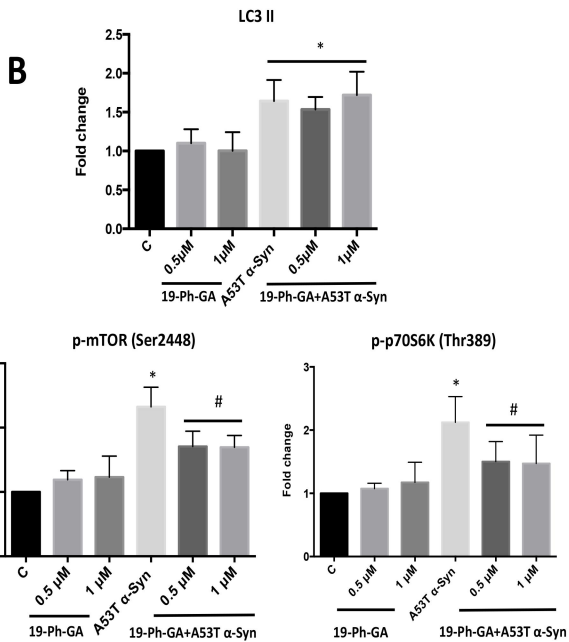 LC3 II
B
Fold change
2.5
2.0
1.5
1.0
0.5
0.0
*
C
0.5µM
1µM
A53T α-Syn
0.5µM
1µM
19-Ph-GA
19-Ph-GA+A53T α-Syn
p-mTOR (Ser2448)
*
#
C
0.5 µM
1 µM
A53T α-Syn
0.5 µM
1 µM
19-Ph-GA
19-Ph-GA+A53T α-Syn
p-p70S6K (Thr389)
Fold change
3
2
1
0
*
#
C
0.5 µM
1 µM
A53T α-Syn
0.5 µM
1 µM
19-Ph-GA
19-Ph-GA+A53T α-Syn